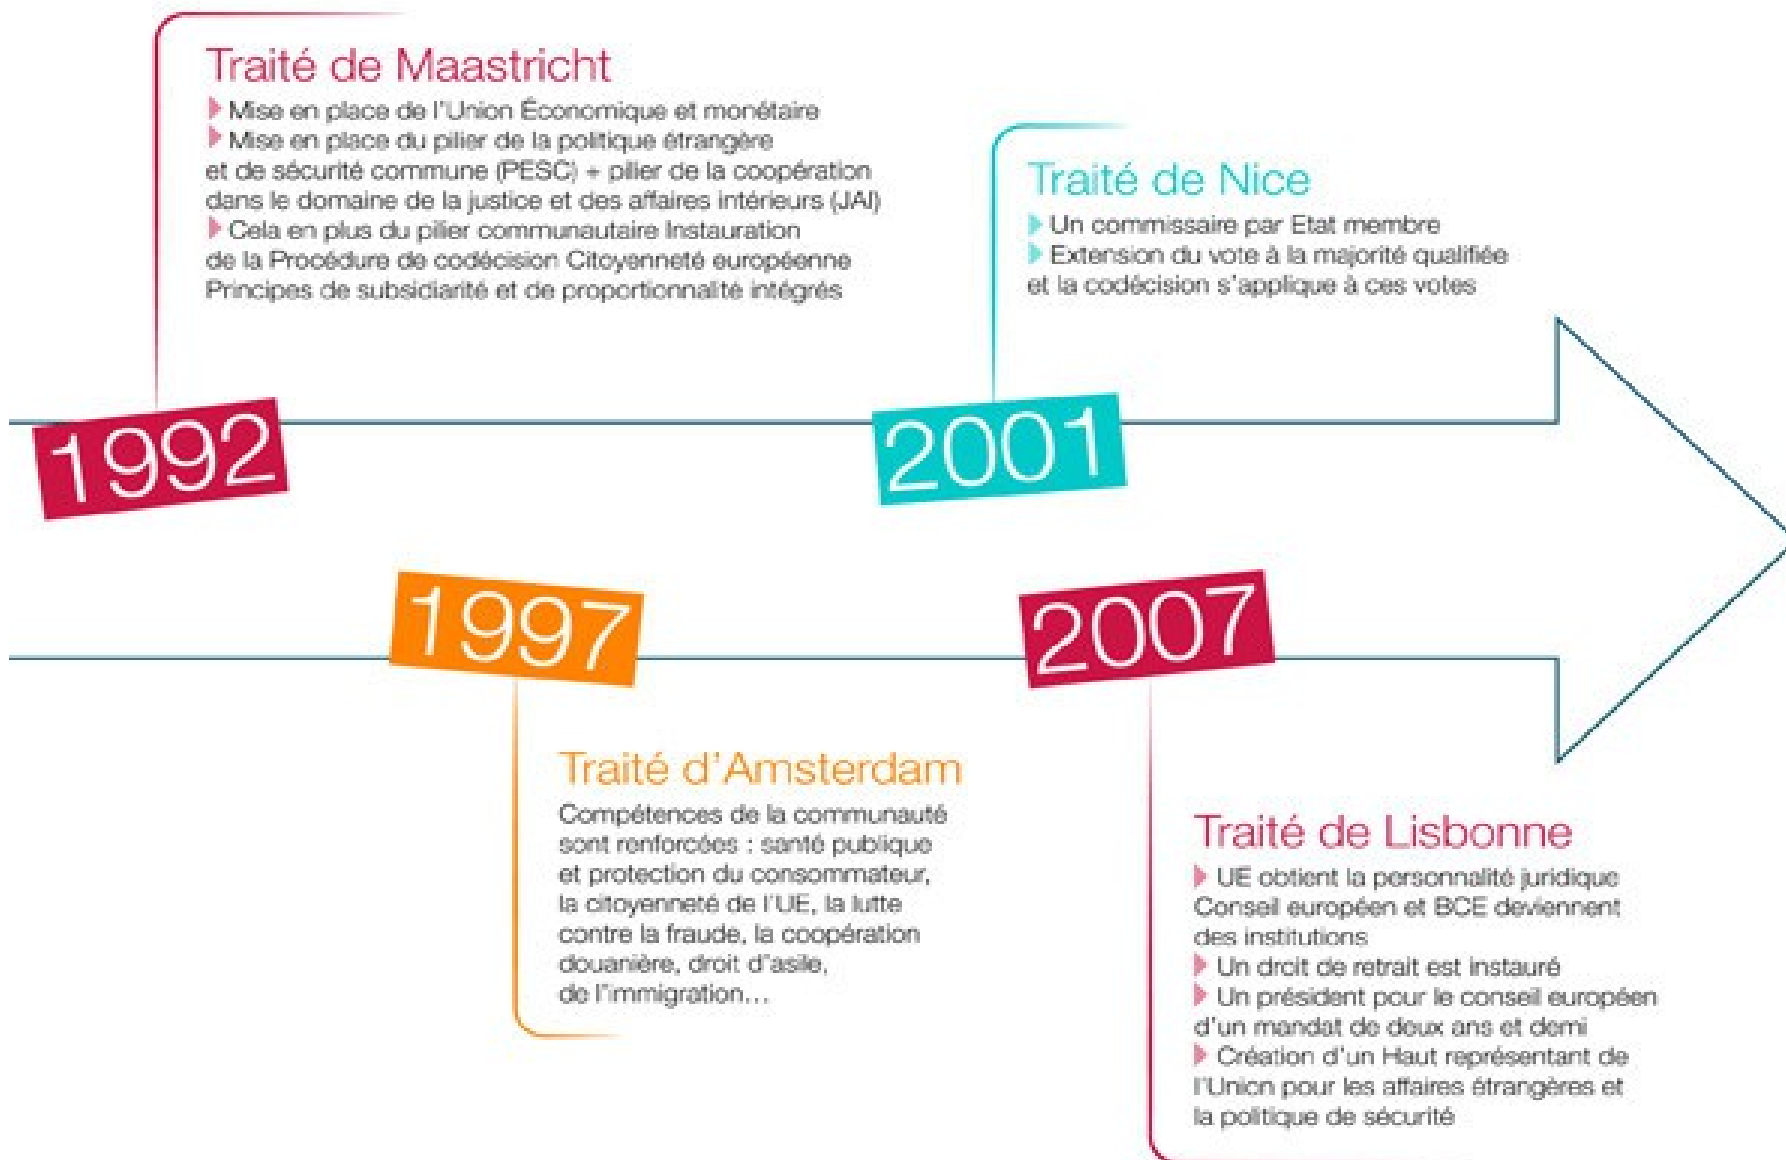 Traité de Maastricht
Mise en place de l'Union Économique et monétaire
Mise en place du pilier de la politique étrangère
et de sécurité commune (PESC) + pilier de la coopération
dans le domaine de la justice et des affaires intérieurs (JAI)
Cela en plus du pilier communautaire Instauration
de la Procédure de codécision Citoyenneté européenne
Principes de subsidiarité et de proportionnalité intégrés
1992
Traité de Nice
Un commissaire par Etat membre
Extension du vote à la majorité qualifiée
et la codécision s'applique à ces votes
2001
1997
Traité d'Amsterdam
Compétences de la communauté
sont renforcées : santé publique
et protection du consommateur,
la citoyenneté de l'UE, la lutte
contre la fraude, la coopération
douanière, droit d'asile,
de l'immigration...
2007
Traité de Lisbonne
UE obtient la personnalité juridique
Conseil européen et BCE deviennent
des institutions
Un droit de retrait est instauré
Un président pour le conseil européen
d'un mandat de deux ans et demi
Création d'un Haut représentant de
l'Union pour les affaires étrangères et
la politique de sécurité